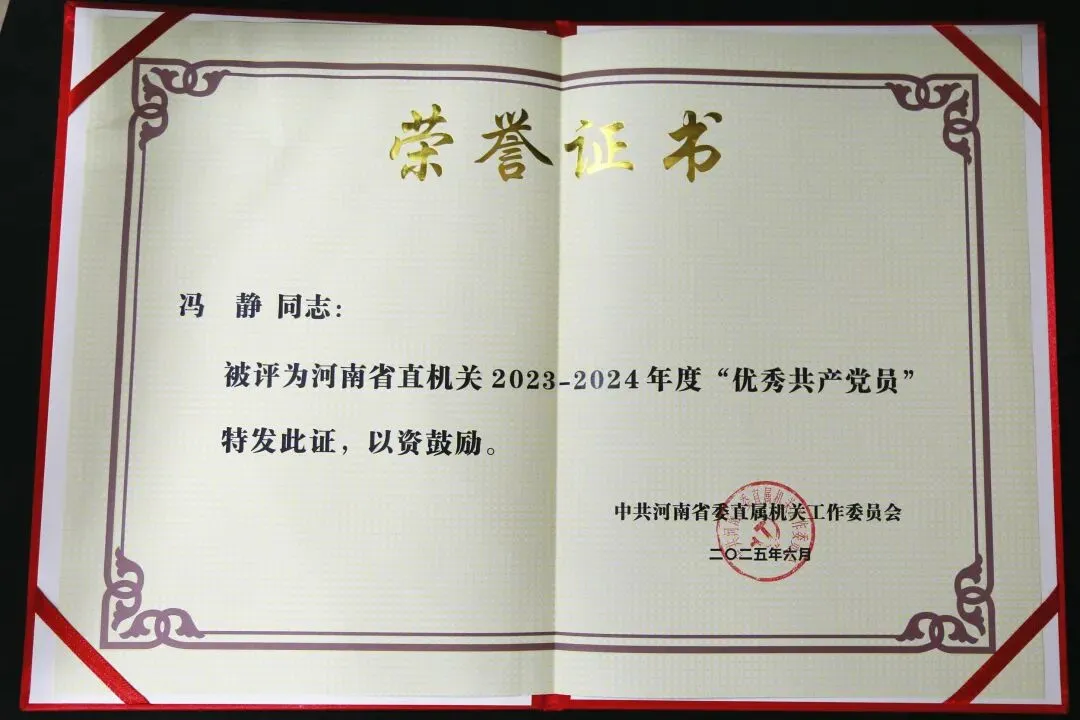 荣誉证书
冯 静 同志：
被评为河南省直机关2023-2024年度“优秀共产党员”
特发此证，以资鼓励。
中共河南省委直属机关工作委员会
二〇二五年六月